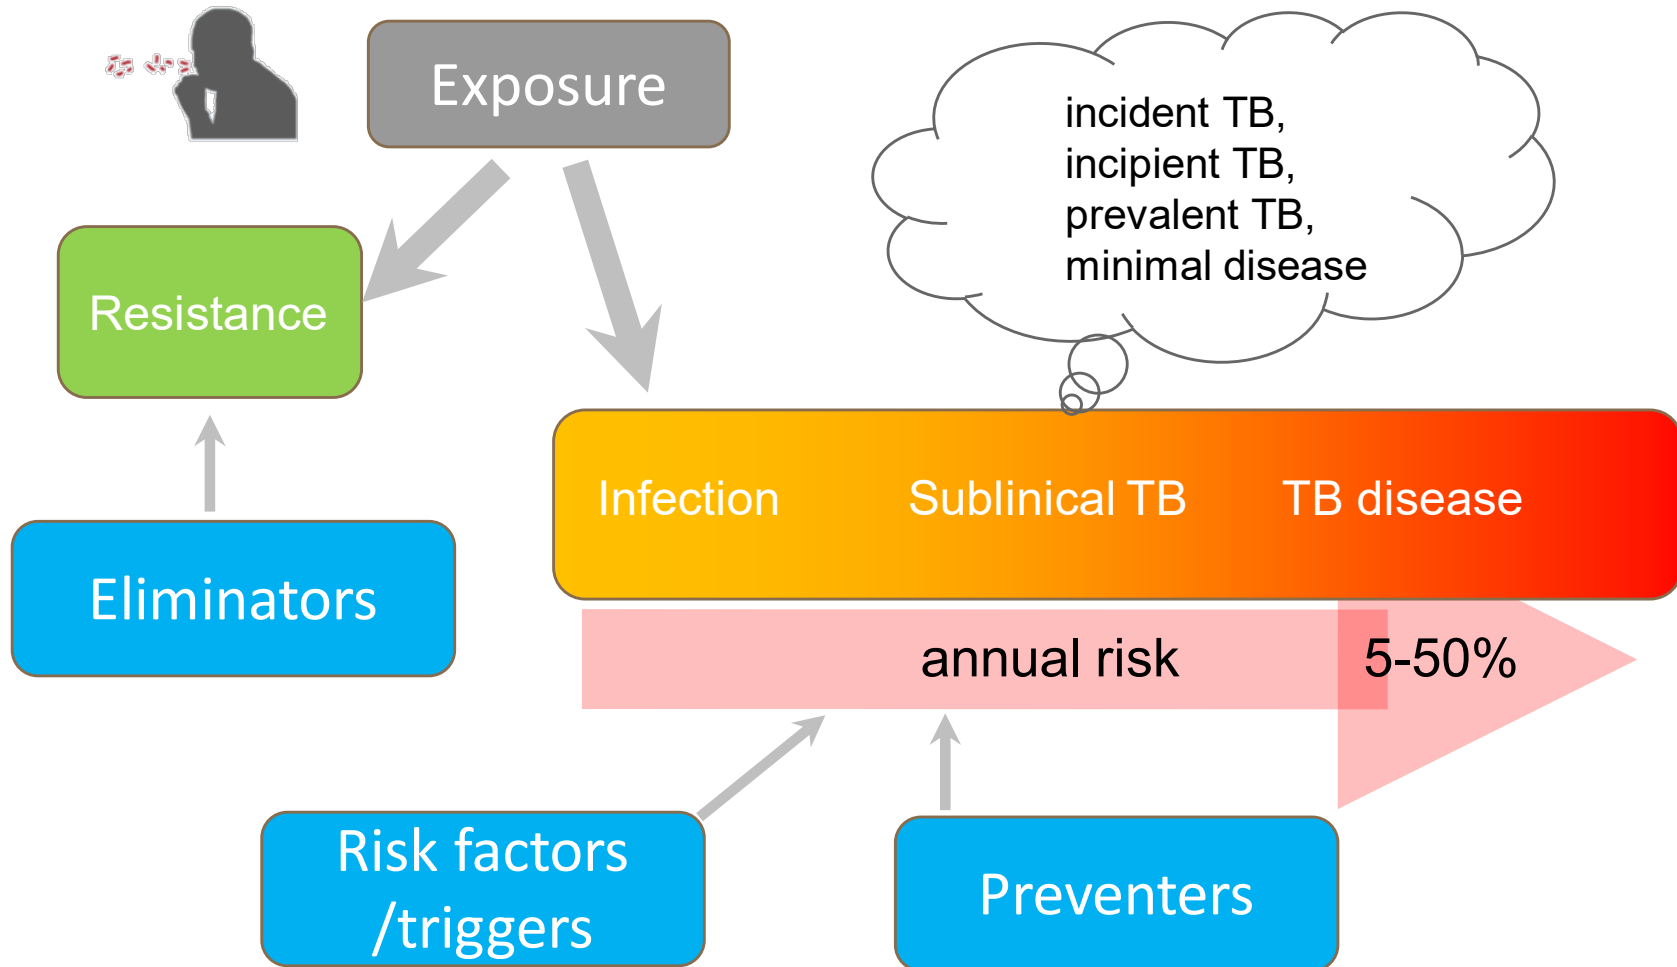 Exposure
incident TB,
incipient TB,
prevalent TB,
minimal disease
Resistance
Infection
Sublinical TB
TB disease
Eliminators
annual risk
5-50%
Risk factors
/triggers
Preventers